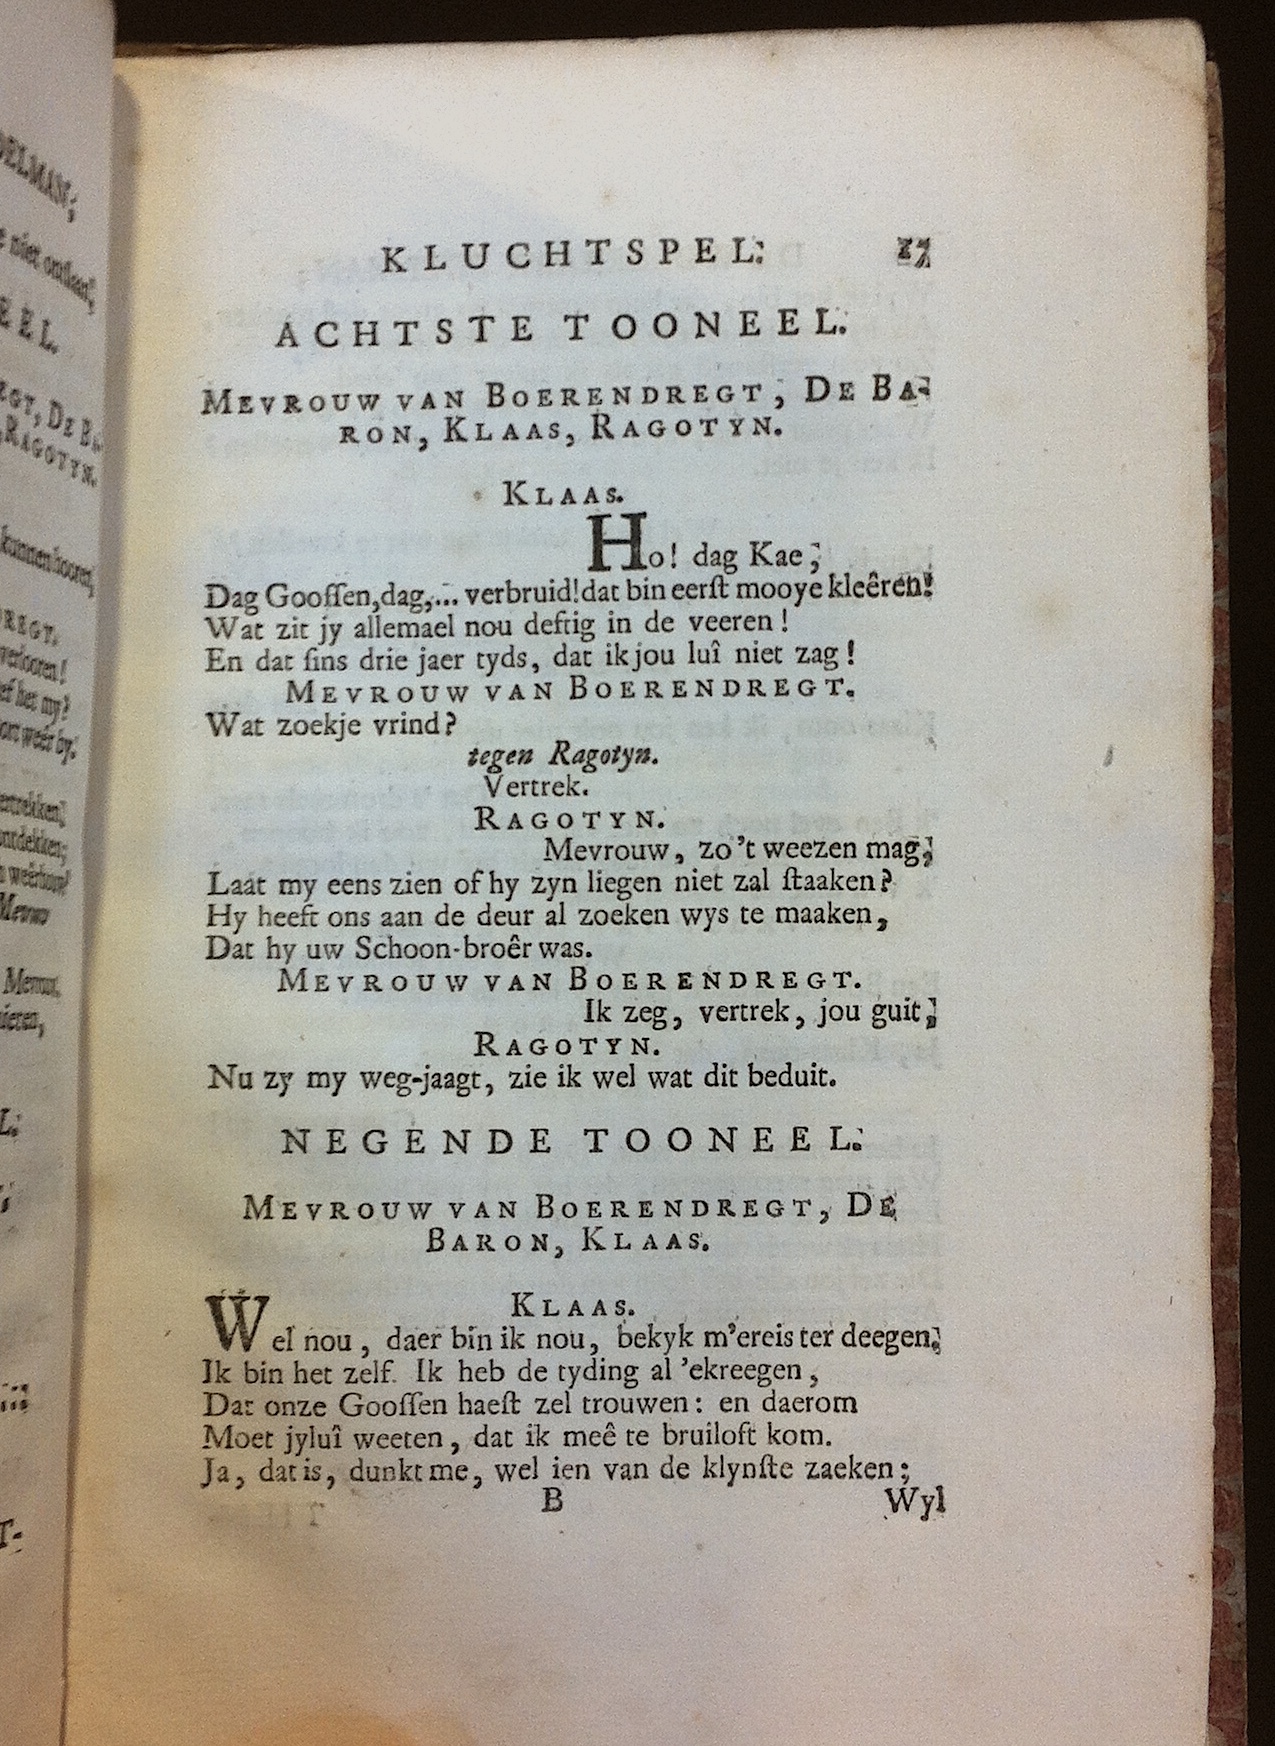 KLUCHTSPEL. 17
ACHTSTE TOONEEL.
MEVROUW VAN BOERENDREGT, DE BA-
RON, KLAAS, RAGOTYN.
KLAAS.
Ho! dag Kae,
Dag Gooſſen, dag,... verbruid! dat bin eerſt mooye kleêren!
Wat zit jy allemael nou deftig in de veeren!
En dat ſins drie jaer tyds, dat ik jou luî niet zag!
MEVROUW VAN BOERENDREGT.
Wat zoekje vrind?
tegen Ragotyn.
Vertrek.
RAGOTYN.
Mevrouw, zo't weezen mag,
Laat my eens zien of hy zyn liegen niet zal ſtaaken?
Hy heeft ons aan de deur al zoeken wys te maaken,
Dat hy uw Schoon-broêr was.
MEVROUW VAN BOERENDREGT.
Ik zeg, vertrek, jou guit.
RAGOTYN.
Nu zy my weg-jaagt, zie ik wel wat dit beduit.
NEGENDE TOONEEL.
MEVROUW VAN BOERENDREGT, DE
BARON, KLAAS.
KLAAS.
Wel nou, daer bin ik nou, bekyk m'ereis ter deegen,
Ik bin het zelf. Ik heb de tyding al 'ekreegen,
Dat onze Gooſſen haeſt zel trouwen: en daerom
Moet jyluî weeten, dat ik meê te bruiloft kom.
Ja, dat is, dunkt me, wel ien van de klynſte zaeken;
B Wyl